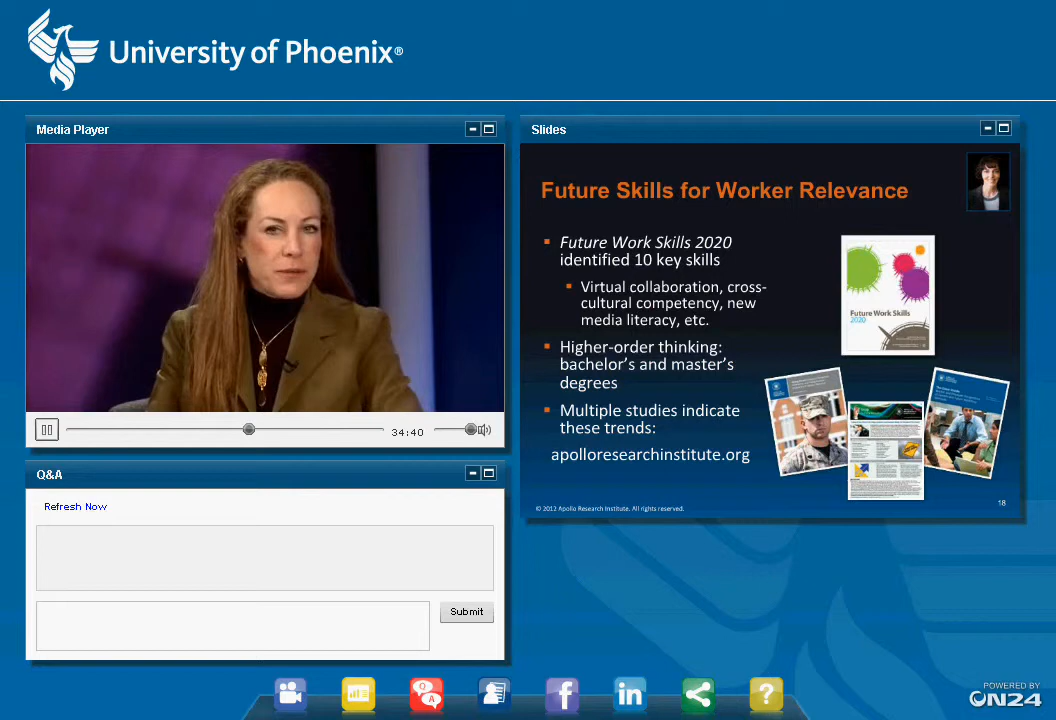 University of Phoenix®
Media Player
34:40
Q&A
Refresh Now
Submit
Slides
Future Skills for Worker Relevance
Future Work Skills 2020
identified 10 key skills
Virtual collaboration, cross-
cultural competency, new
media literacy, etc.
Higher-order thinking:
bachelor's and master's
degrees
Multiple studies indicate
these trends:
apolloresearchinstitute.org
Future Work Skills
2020
© 2012 Apollo Research Institute. All rights reserved.
18
Q
A
f
in
?
POWERED BY
ON24